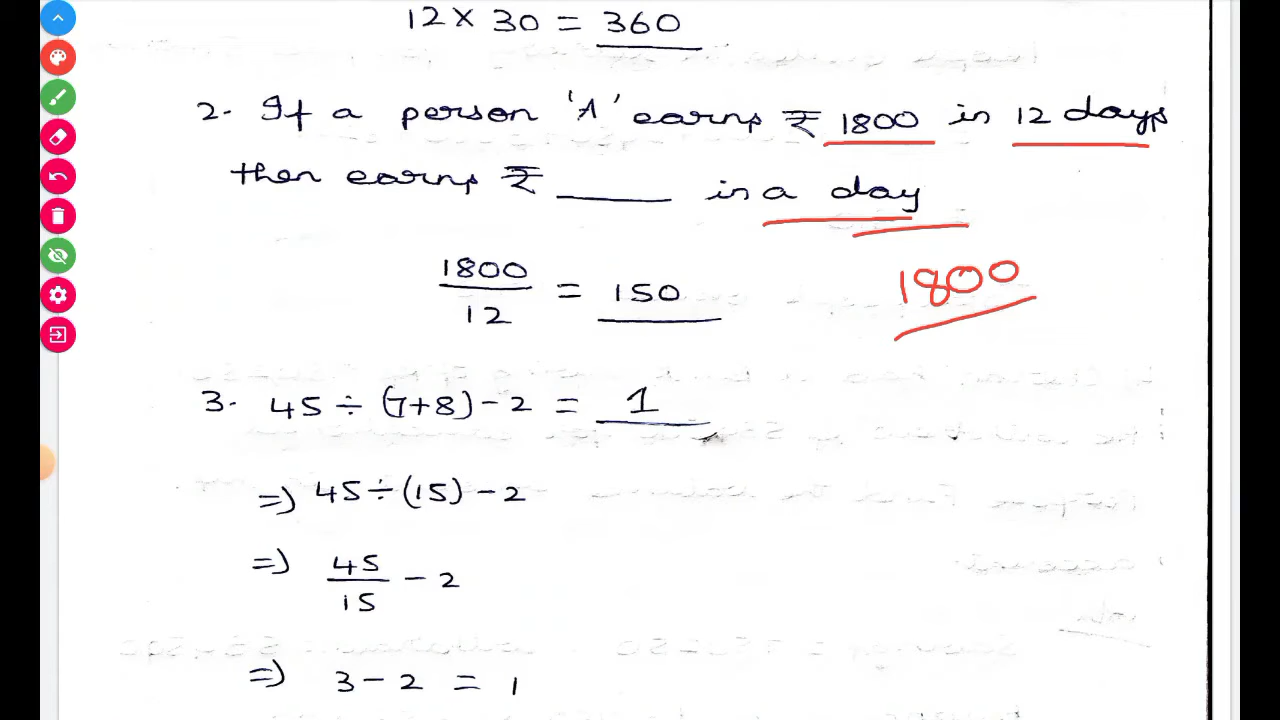 12 × 30 = 360
2. If a person 'A' earns ₹ 1800 in 12 days
then earns ₹ ______ in a day
1800/12 = 150
1800
3. 45 ÷ (7+8) - 2 = 1
=) 45 ÷ (15) - 2
=) 45/15 - 2
=) 3 - 2 = 1